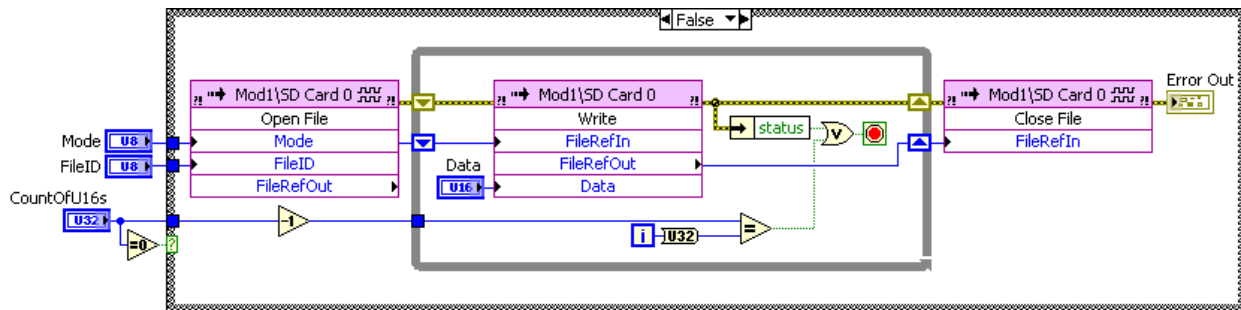 False
Error Out
?! Mod1\SD Card 0 ?!
Open File
Mode
FileID
FileRefOut
?! Mod1\SD Card 0 ?!
Write
FileRefIn
FileRefOut
Data
?! Mod1\SD Card 0 ?!
Close File
FileRefIn
status
V
Mode U8
FileID U8
Data
U16
CountOfU16s
U32
=0
?
-1
i
U32
=